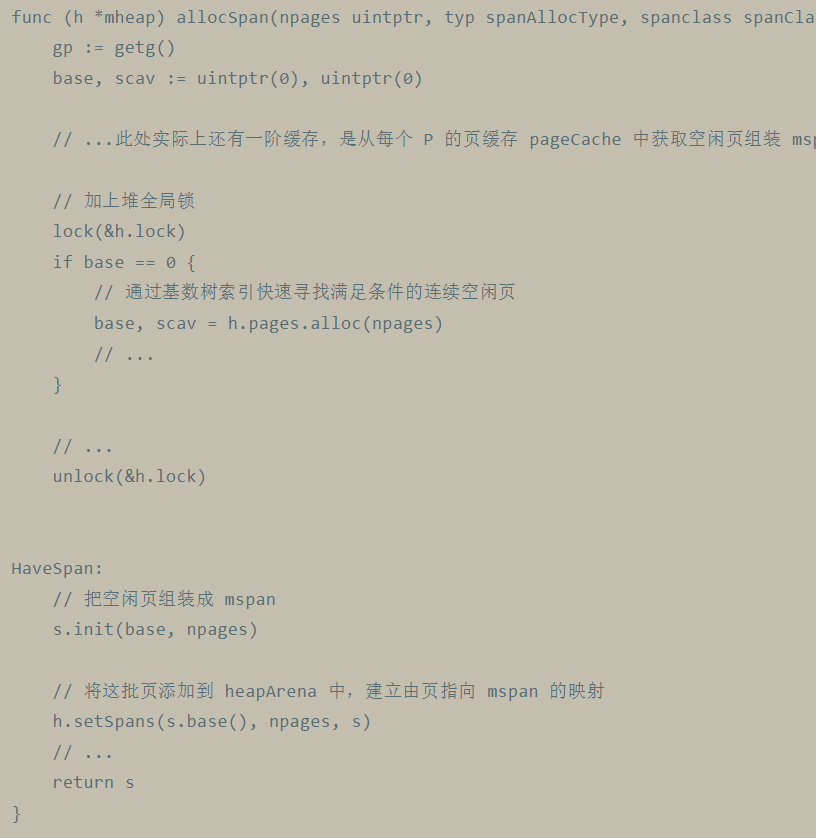 func (h *mheap) allocSpan(npages uintptr, typ spanAllocType, spanclass spanCla
gp := getg()
base, scav := uintptr(0), uintptr(0)
// ...此处实际上还有一阶缓存，是从每个 P 的页缓存 pageCache 中获取空闲页组装 msp
// 加上堆全局锁
lock(&h.lock)
if base == 0 {
// 通过基数树索引快速寻找满足条件的连续空闲页
base, scav = h.pages.alloc(npages)
// ...
}
// ...
unlock(&h.lock)
HaveSpan:
// 把空闲页组装成 mspan
s.init(base, npages)
// 将这批页添加到 heapArena 中，建立由页指向 mspan 的映射
h.setSpans(s.base(), npages, s)
// ...
return s
}